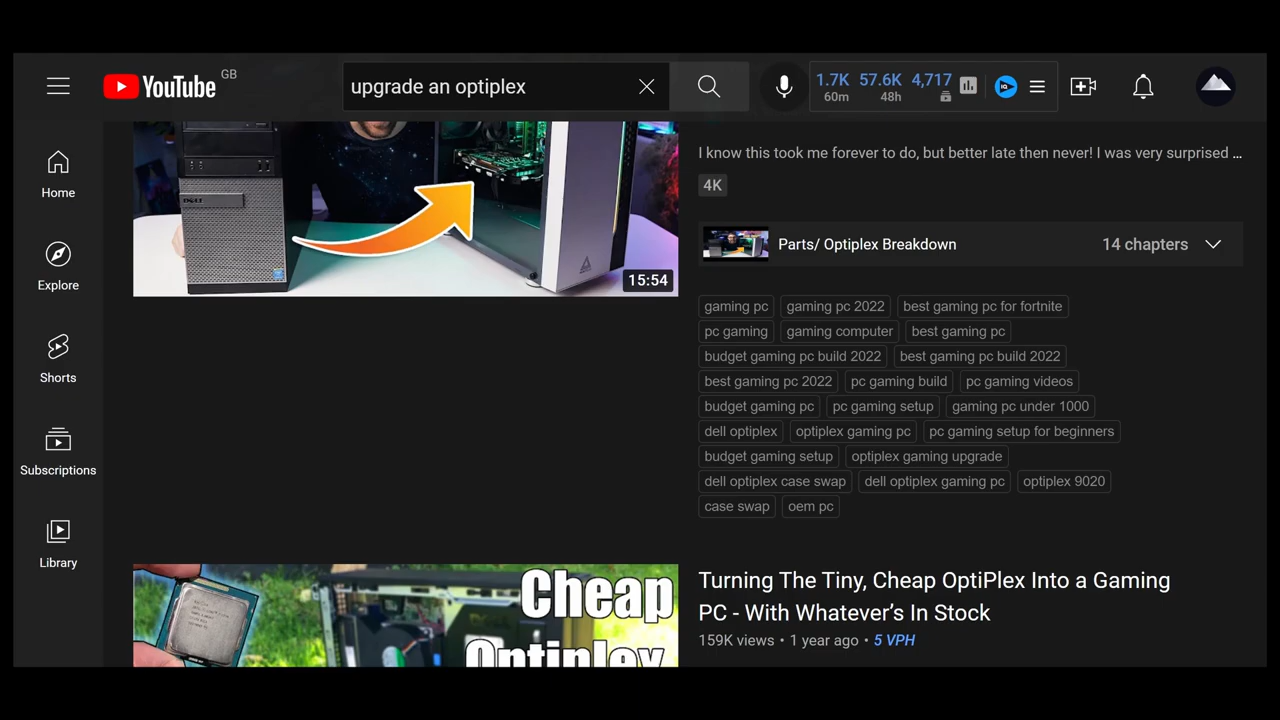 YouTube GB
upgrade an optiplex
1.7K 57.6K 4,717
60m 48h
IQ
Home
Explore
Shorts
Subscriptions
Library
DELL
15:54
I know this took me forever to do, but better late then never! I was very surprised ...
4K
Parts/ Optiplex Breakdown
14 chapters
gaming pc gaming pc 2022 best gaming pc for fortnite
pc gaming gaming computer best gaming pc
budget gaming pc build 2022 best gaming pc build 2022
best gaming pc 2022 pc gaming build pc gaming videos
budget gaming pc pc gaming setup gaming pc under 1000
dell optiplex optiplex gaming pc pc gaming setup for beginners
budget gaming setup optiplex gaming upgrade
dell optiplex case swap dell optiplex gaming pc optiplex 9020
case swap oem pc
Cheap
Optiplex
Turning The Tiny, Cheap OptiPlex Into a Gaming
PC - With Whatever’s In Stock
159K views • 1 year ago • 5 VPH